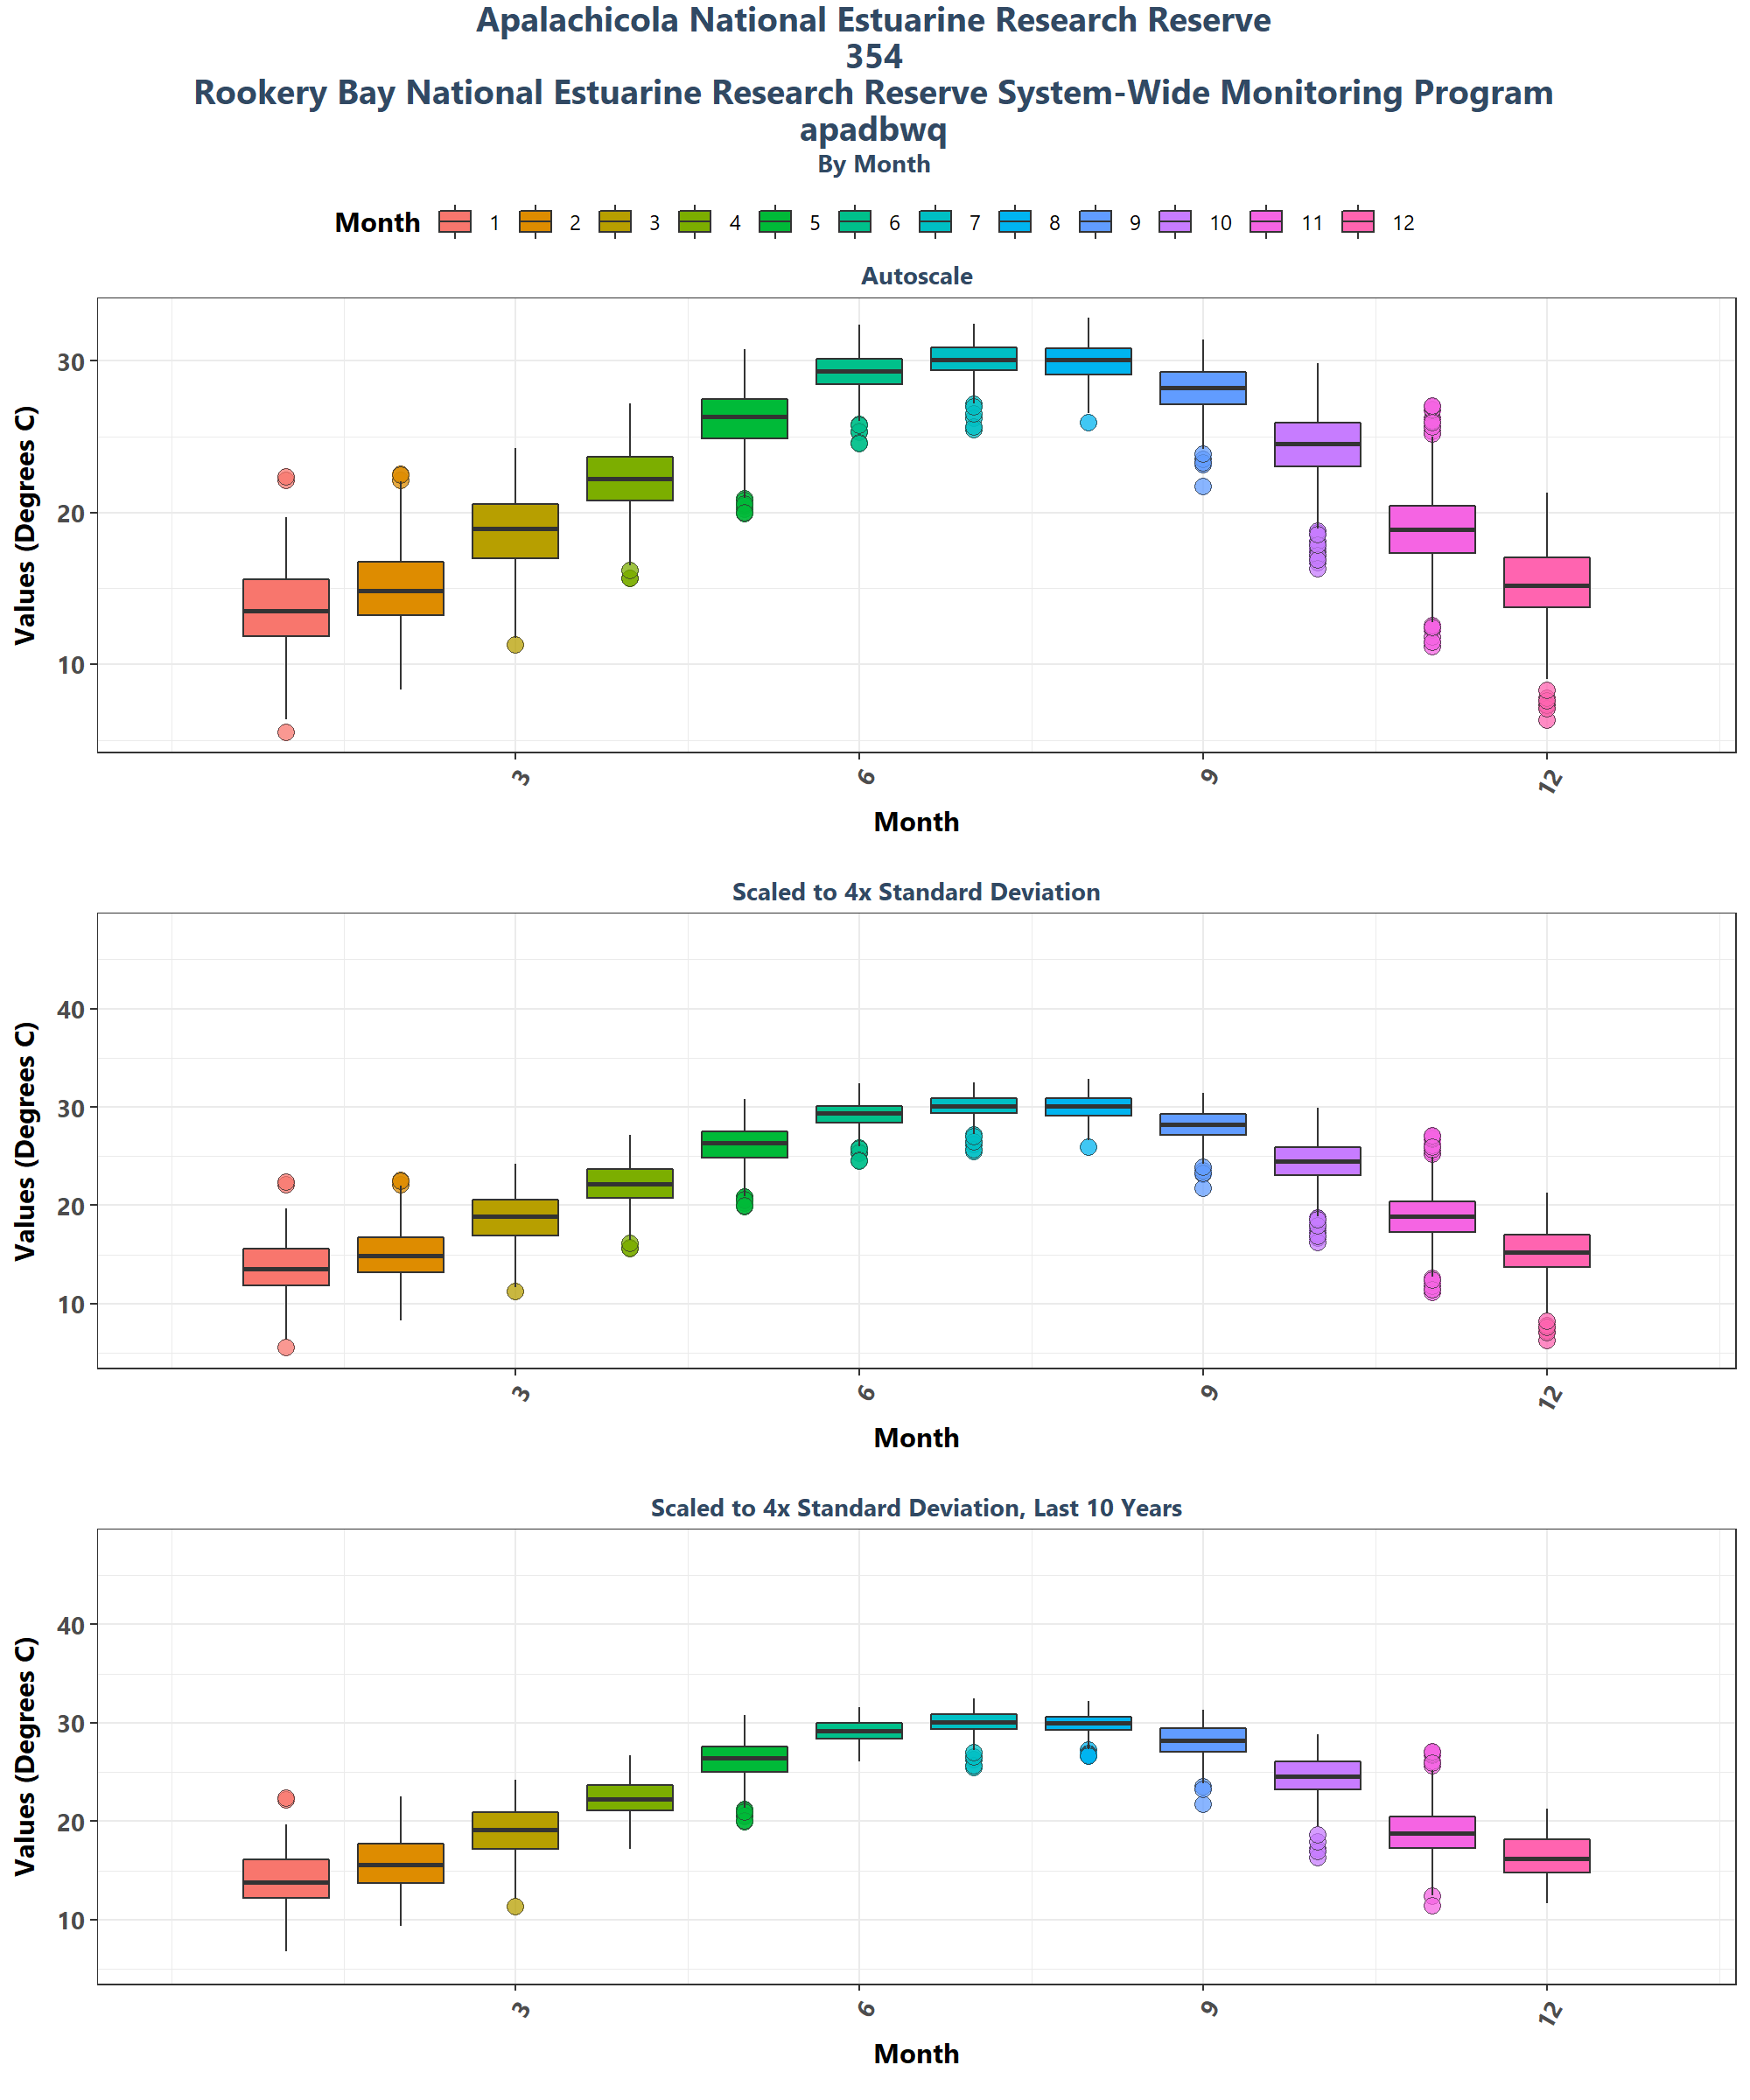 Apalachicola National Estuarine Research Reserve
354
Rookery Bay National Estuarine Research Reserve System-Wide Monitoring Program
apadbwq
By Month
Month 1 2 3 4 5 6 7 8 9 10 11 12
Autoscale
Values (Degrees C)
30
20
10
3 6 9 12
Month
Scaled to 4x Standard Deviation
Values (Degrees C)
40
30
20
10
3 6 9 12
Month
Scaled to 4x Standard Deviation, Last 10 Years
Values (Degrees C)
40
30
20
10
3 6 9 12
Month